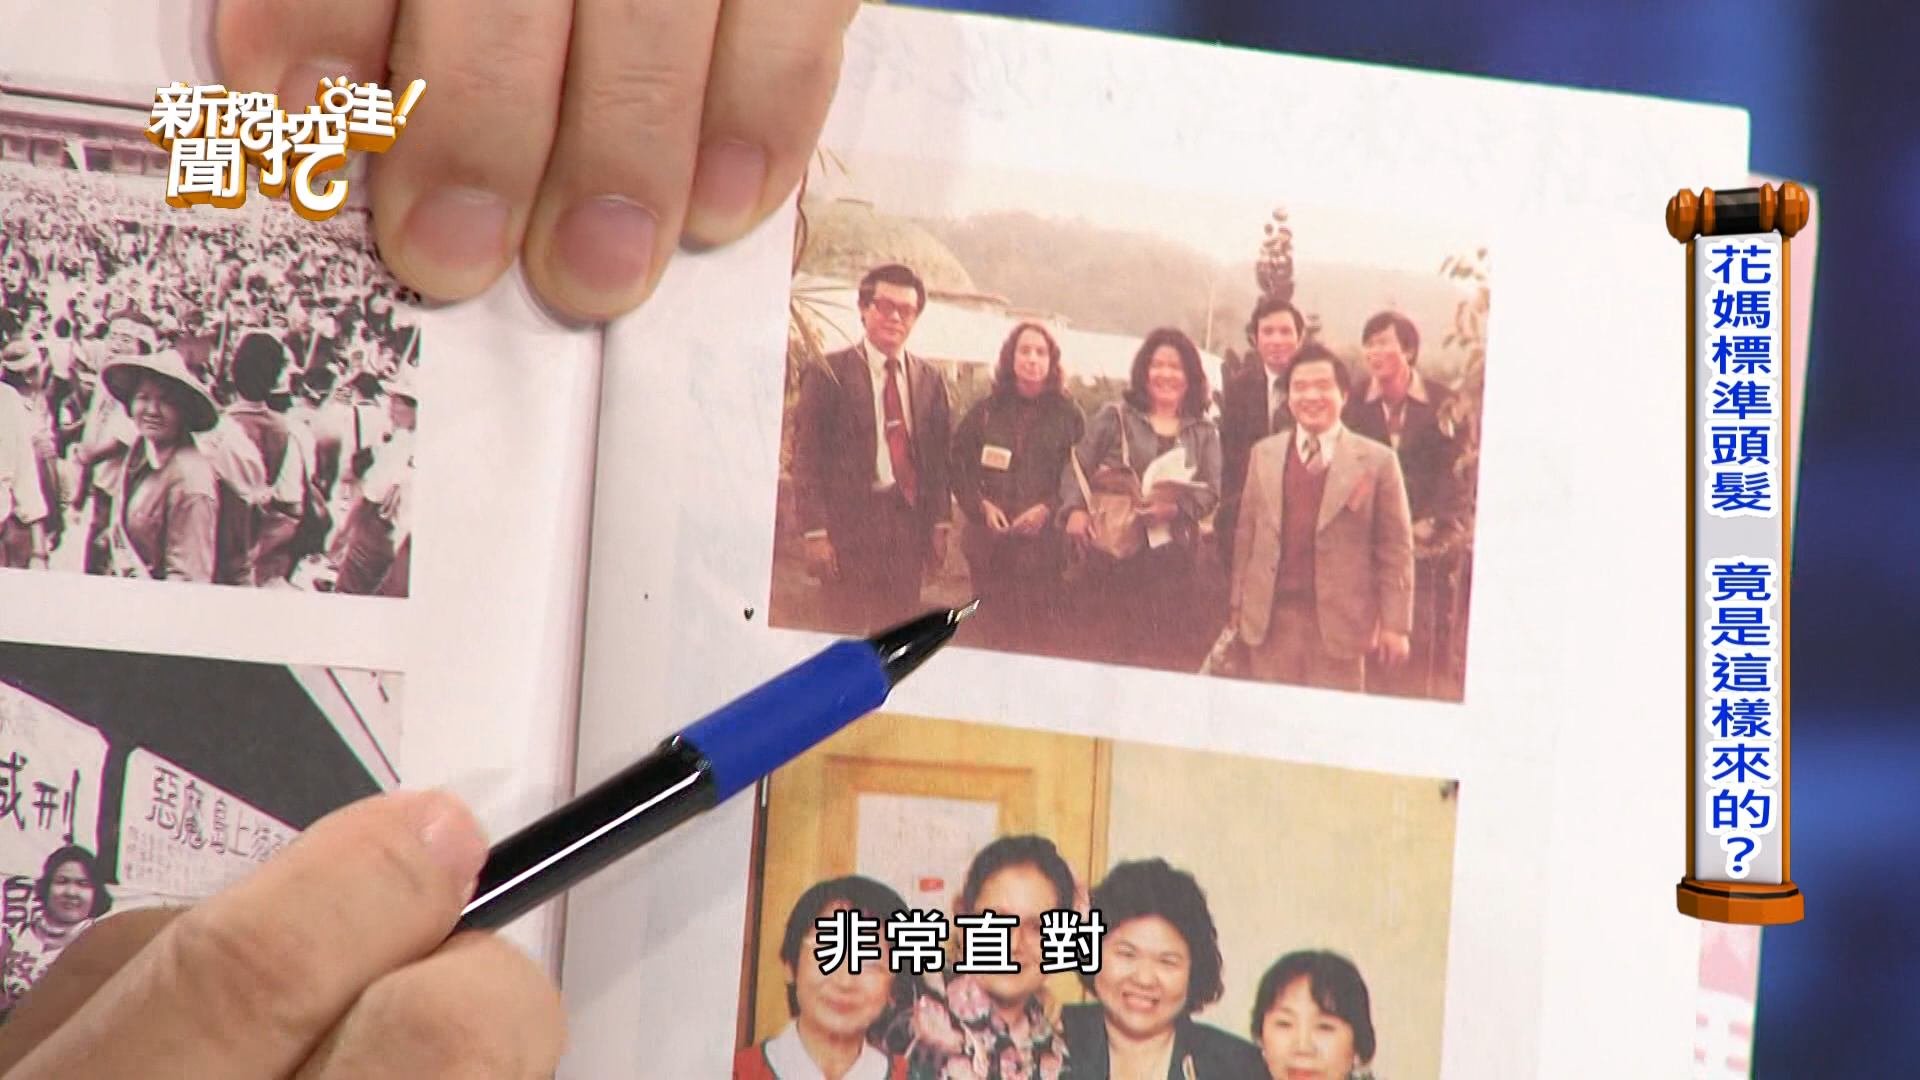 新聞挖挖哇!
花媽標準頭髮 竟是這樣來的?
減刑
惡魔島上
非常直 對